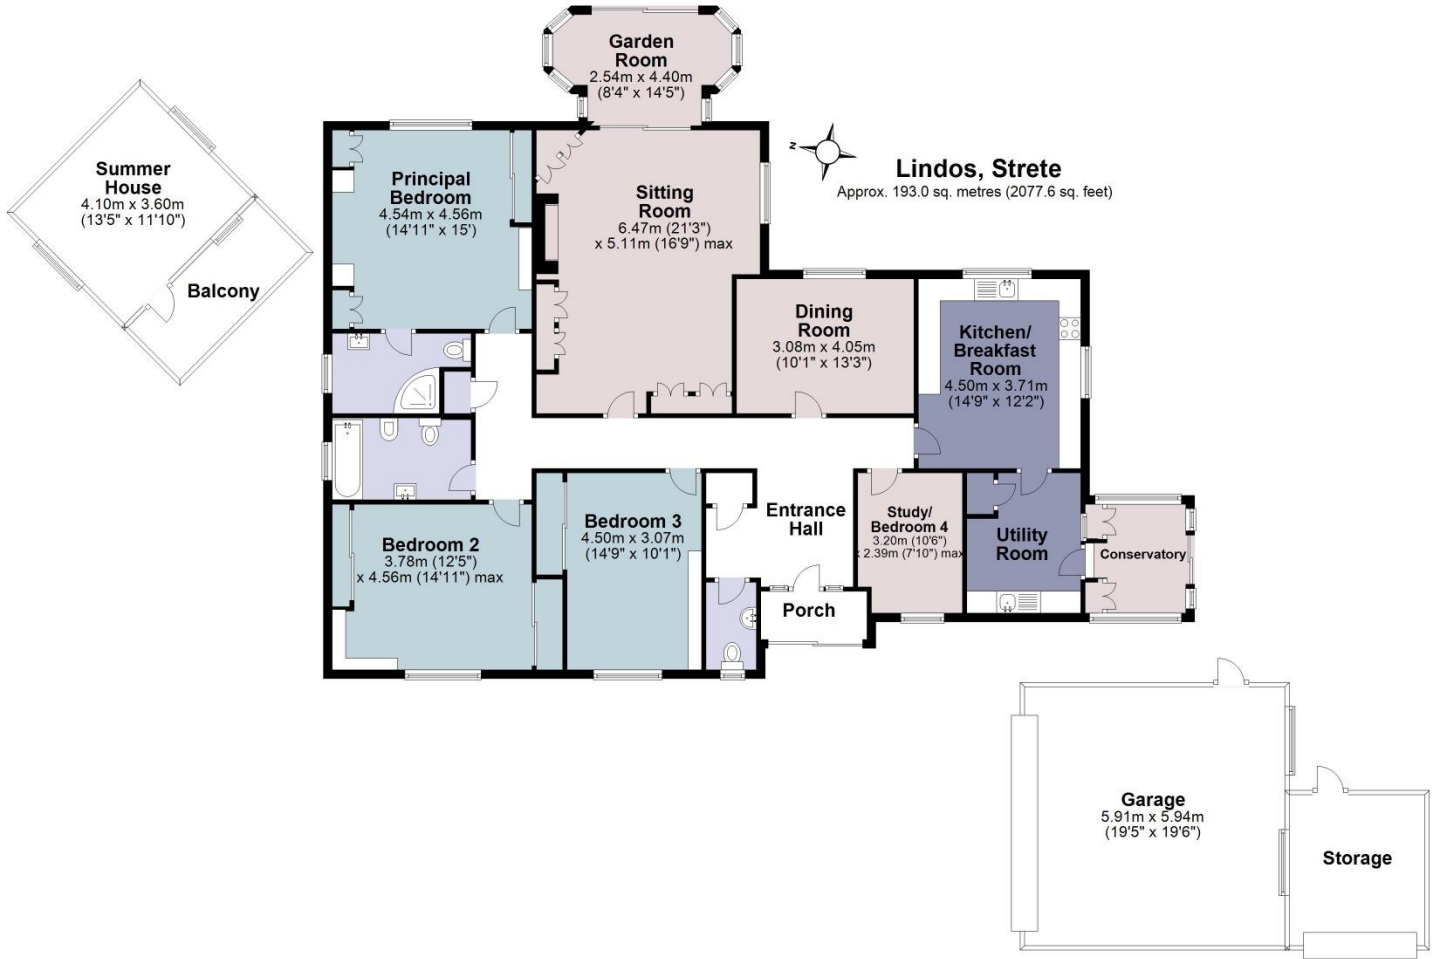 Garden
Room
2.54m x 4.40m
(8'4" x 14'5")
Summer
House
4.10m x 3.60m
(13'5" x 11'10")
Balcony
Principal
Bedroom
4.54m x 4.56m
(14'11" x 15')
Sitting
Room
6.47m (21'3")
x 5.11m (16'9") max
N
Lindos, Strete
Approx. 193.0 sq. metres (2077.6 sq. feet)
Dining
Room
3.08m x 4.05m
(10'1" x 13'3")
Kitchen/
Breakfast
Room
4.50m x 3.71m
(14'9" x 12'2")
Bedroom 2
3.78m (12'5")
x 4.56m (14'11") max
Bedroom 3
4.50m x 3.07m
(14'9" x 10'1")
Entrance
Hall
Porch
Study/
Bedroom 4
3.20m (10'6")
x 2.39m (7'10") max
Utility
Room
Conservatory
Garage
5.91m x 5.94m
(19'5" x 19'6")
Storage